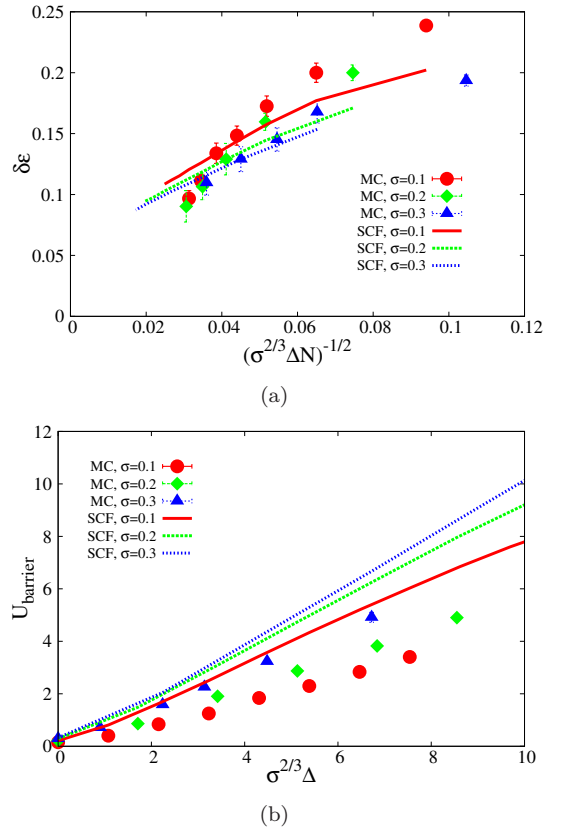 0.25
0.2
0.15
0.1
0.05
0
δε
MC, σ=0.1
MC, σ=0.2
MC, σ=0.3
SCF, σ=0.1
SCF, σ=0.2
SCF, σ=0.3
0 0.02 0.04 0.06 0.08 0.1 0.12
(σ^{2/3}ΔN)^{-1/2}
(a)
12
10
8
6
4
2
0
U_{barrier}
MC, σ=0.1
MC, σ=0.2
MC, σ=0.3
SCF, σ=0.1
SCF, σ=0.2
SCF, σ=0.3
0 2 4 6 8 10
σ^{2/3}Δ
(b)